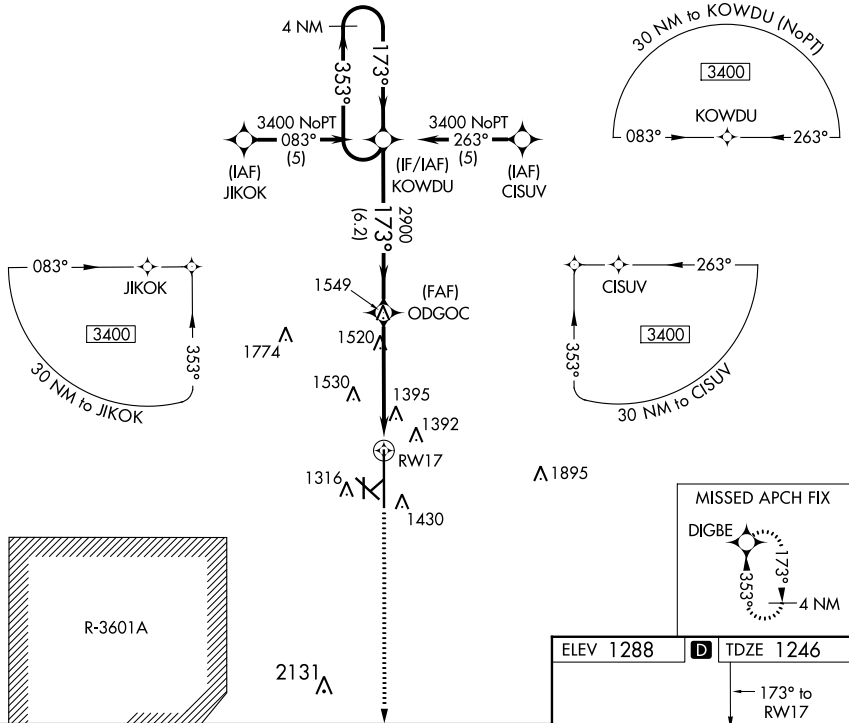 4 NM
353°
173°
30 NM to KOWDU (NoPT)
3400
KOWDU
083°
263°
3400 NoPT
083°
(5)
3400 NoPT
263°
(5)
(IAF)
JIKOK
(IF/IAF)
KOWDU
(IAF)
CISUV
2900
173°
(6.2)
083°
JIKOK
3400
353°
30 NM to JIKOK
263°
CISUV
3400
353°
30 NM to CISUV
1549
(FAF)
ODGOC
1774
1520
1530
1395
1392
RW17
1316
1430
1895
MISSED APCH FIX
DIGBE
353°
173°
4 NM
R-3601A
2131
ELEV 1288
D
TDZE 1246
173° to
RW17